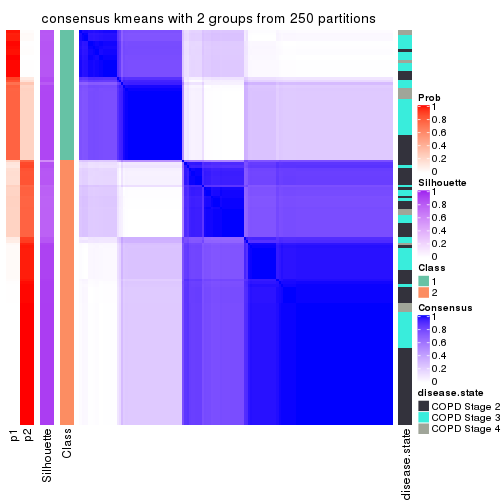 consensus kmeans with 2 groups from 250 partitions
Prob
1
0.8
0.6
0.4
0.2
0
Silhouette
1
0.8
0.6
0.4
0.2
0
Class
1
2
Consensus
1
0.8
0.6
0.4
0.2
0
disease.state
COPD Stage 2
COPD Stage 3
COPD Stage 4
p1
p2
Silhouette
Class
disease.state